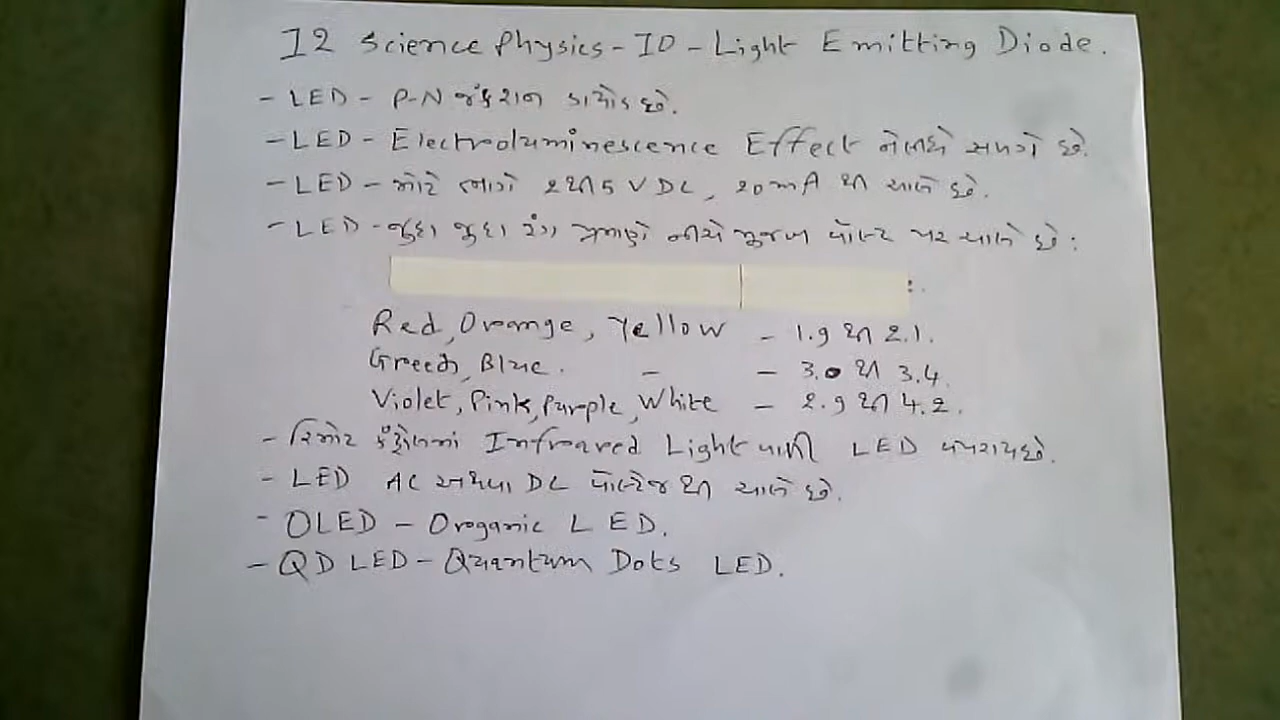 12 Science Physics - 10 - Light Emitting Diode.
- LED - P-N જંકશન ડાયોડ છે.
- LED - Electroluminescence Effect ને લીધે સળગે છે.
- LED - માટે ભાગે 2 થી 5 V DC, 20 mA થી ચાલે છે.
- LED - જુદા જુદા રંગ પ્રમાણે નીચે મુજબ વોલ્ટ પર ચાલે છે :
:
Red, Orange, Yellow - 1.9 થી 2.1.
Green, Blue. - - 3.0 થી 3.4.
Violet, Pink, Purple, White - 2.9 થી 4.2.
- રિમોટ કંટ્રોલમાં Infrared Light વાળી LED વપરાય છે.
- LED AC અથવા DC વોલ્ટેજ થી ચાલે છે.
- OLED - Organic LED.
- QD LED - Quantum Dots LED.